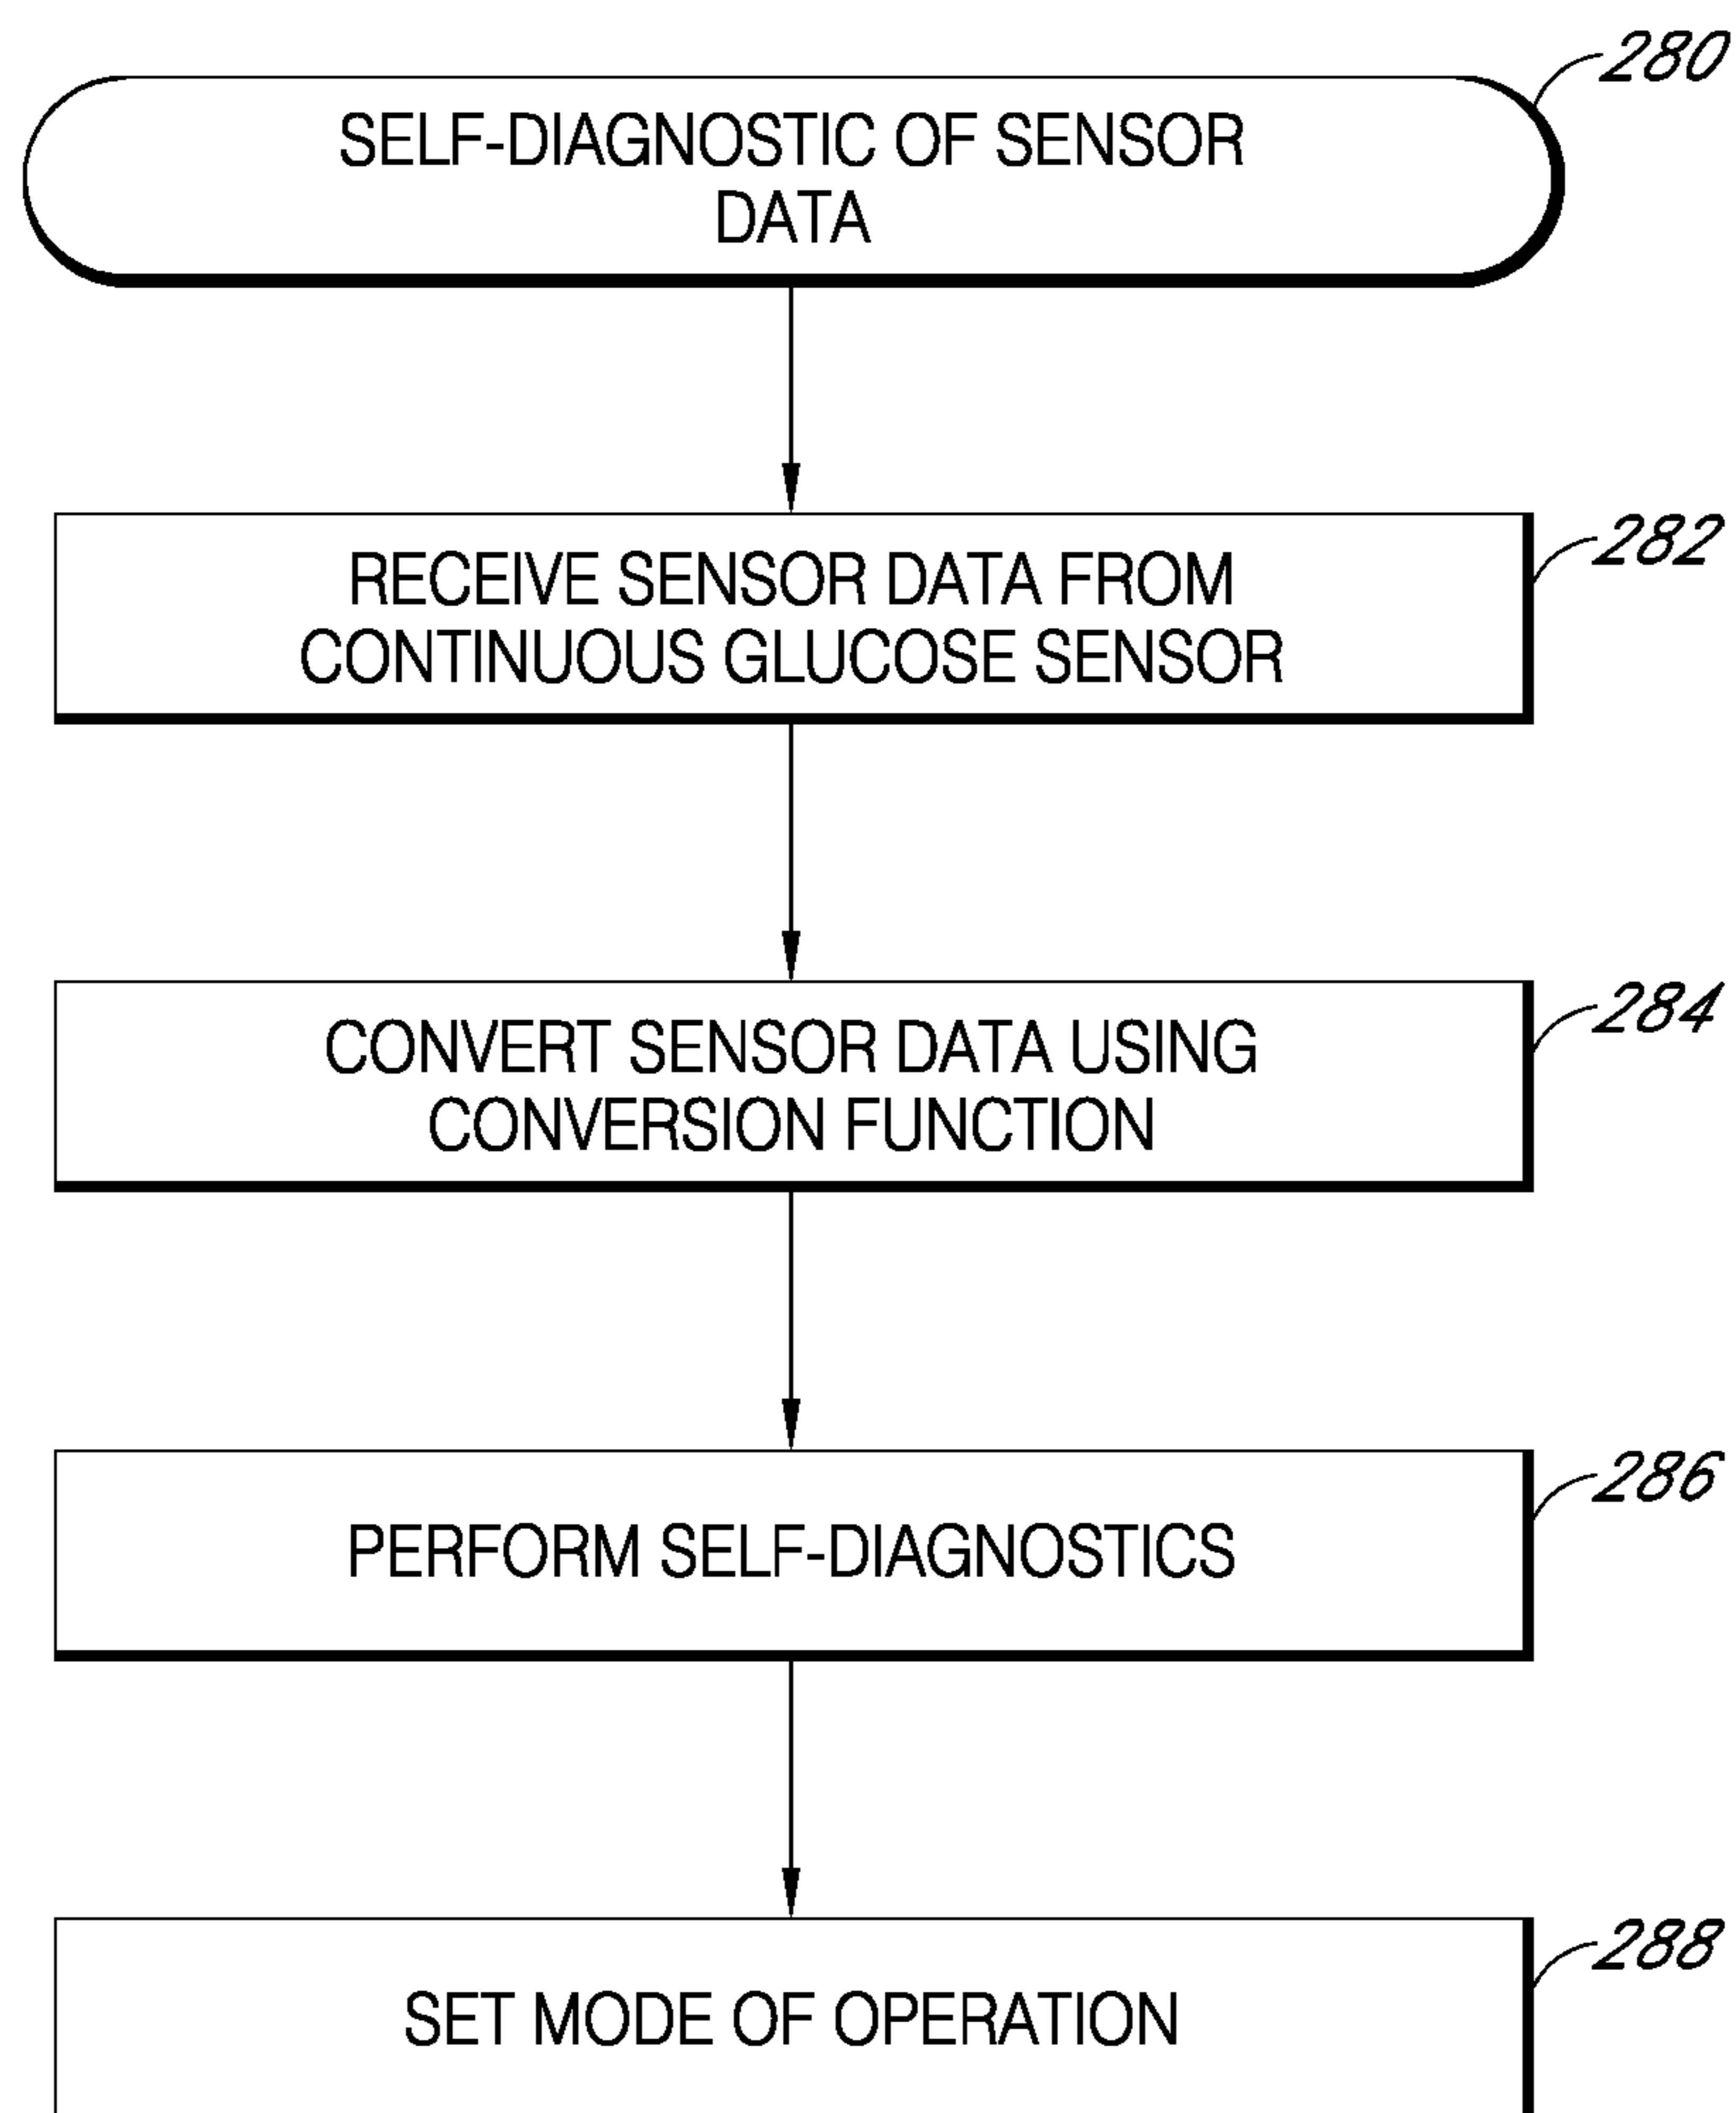 280
SELF-DIAGNOSTIC OF SENSOR
DATA
282
RECEIVE SENSOR DATA FROM
CONTINUOUS GLUCOSE SENSOR
284
CONVERT SENSOR DATA USING
CONVERSION FUNCTION
286
PERFORM SELF-DIAGNOSTICS
288
SET MODE OF OPERATION